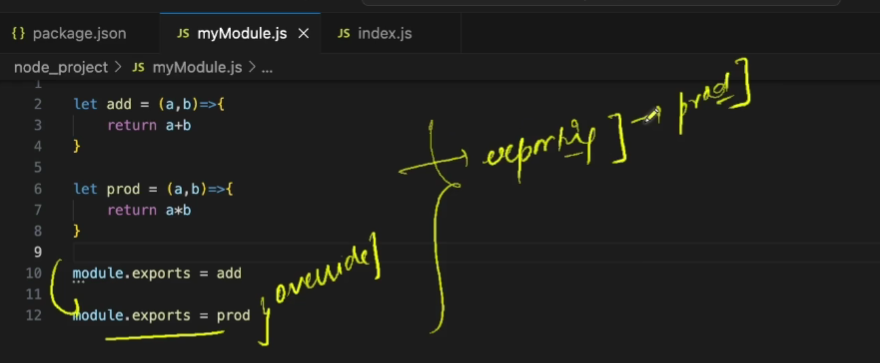 {} package.json JS myModule.js × JS index.js
node_project > JS myModule.js > ...
1
2 let add = (a,b)=>{
3 return a+b
4 }
5
6 let prod = (a,b)=>{
7 return a*b
8 }
9
10 module.exports = add
11
12 module.exports = prod
} override]
exporting ] → prod]